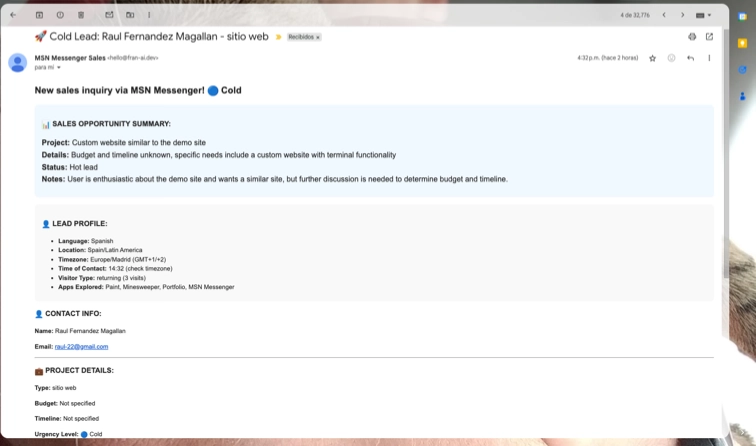 4 de 32,776
🚀 Cold Lead: Raul Fernandez Magallan - sitio web
Recibidos x
MSN Messenger Sales <hello@fran-ai.dev>
4:32 p.m. (hace 2 horas)
para mí
New sales inquiry via MSN Messenger! 🔵 Cold
📊 SALES OPPORTUNITY SUMMARY:
Project: Custom website similar to the demo site
Details: Budget and timeline unknown, specific needs include a custom website with terminal functionality
Status: Hot lead
Notes: User is enthusiastic about the demo site and wants a similar site, but further discussion is needed to determine budget and timeline.
👤 LEAD PROFILE:
• Language: Spanish
• Location: Spain/Latin America
• Timezone: Europe/Madrid (GMT+1/+2)
• Time of Contact: 14:32 (check timezone)
• Visitor Type: returning (3 visits)
• Apps Explored: Paint, Minesweeper, Portfolio, MSN Messenger
👤 CONTACT INFO:
Name: Raul Fernandez Magallan
Email: raul-22@gmail.com
💼 PROJECT DETAILS:
Type: sitio web
Budget: Not specified
Timeline: Not specified
Urgency Level: 🔵 Cold